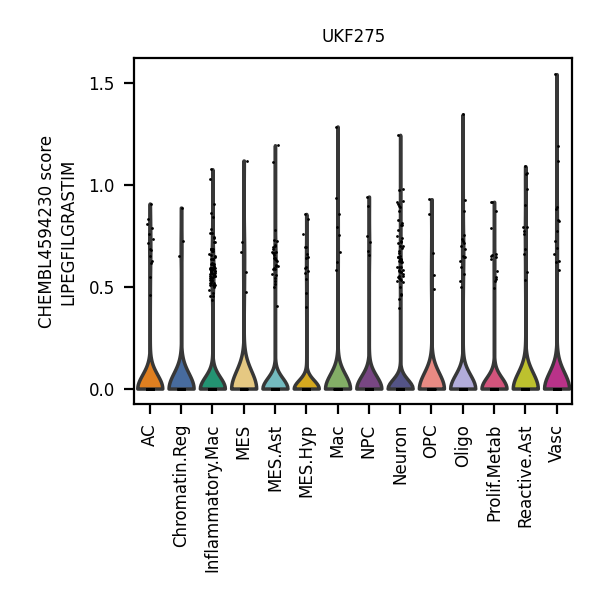 UKF275
CHEMBL4594230 score
LIPEGFILGRASTIM
1.5
1.0
0.5
0.0
AC
Chromatin.Reg
Inflammatory.Mac
MES
MES.Ast
MES.Hyp
Mac
NPC
Neuron
OPC
Oligo
Prolif.Metab
Reactive.Ast
Vasc